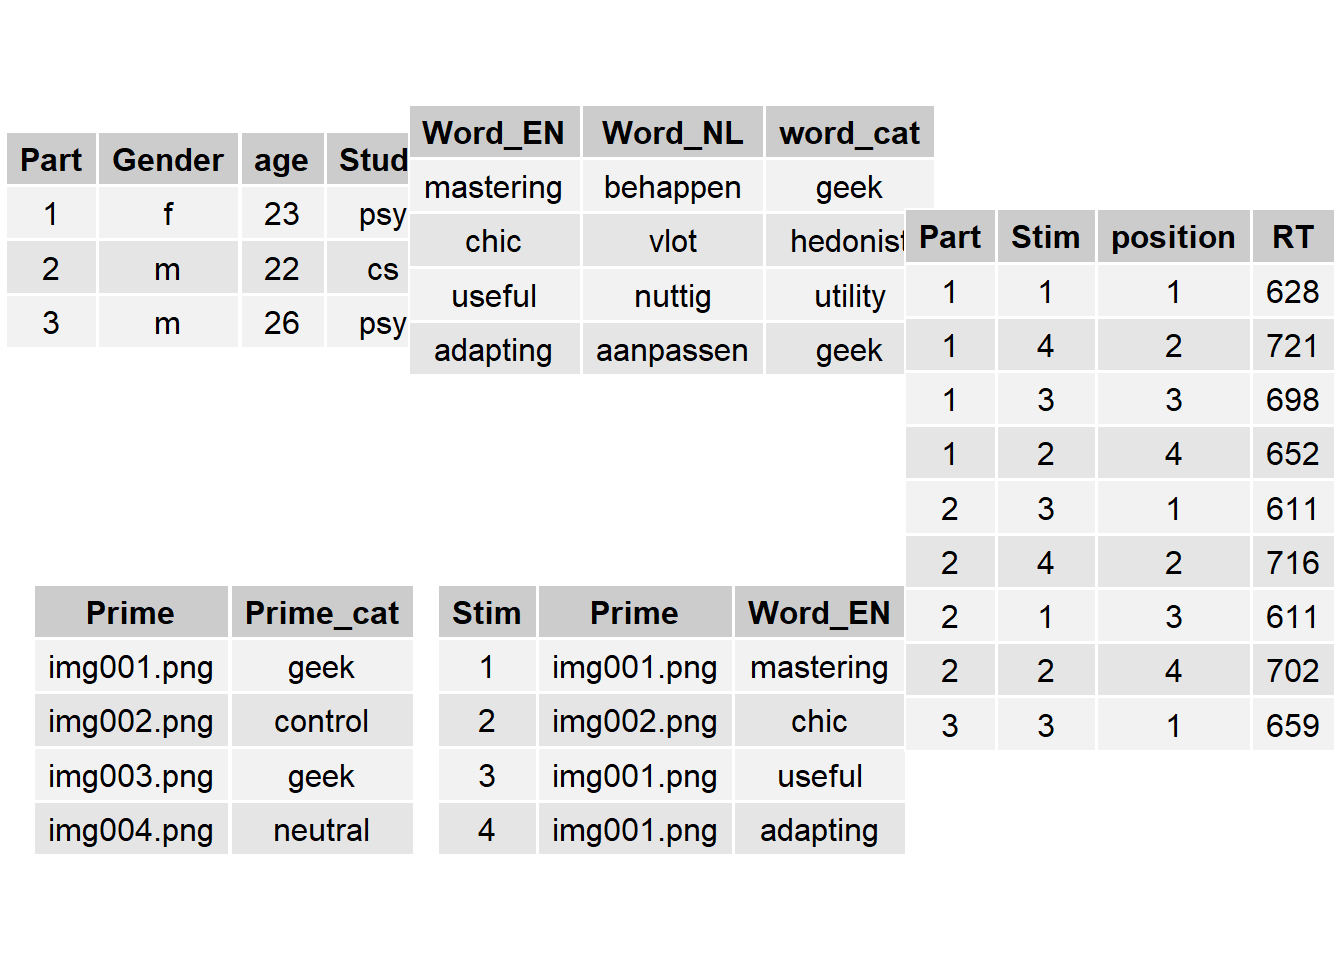 Part Gender age Stud
1 f 23 psy
2 m 22 cs
3 m 26 psy
Word_EN Word_NL word_cat
mastering behappen geek
chic vlot hedonist
useful nuttig utility
adapting aanpassen geek
Part Stim position RT
1 1 1 628
1 4 2 721
1 3 3 698
1 2 4 652
2 3 1 611
2 4 2 716
2 1 3 611
2 2 4 702
3 3 1 659
Prime Prime_cat
img001.png geek
img002.png control
img003.png geek
img004.png neutral
Stim Prime Word_EN
1 img001.png mastering
2 img002.png chic
3 img001.png useful
4 img001.png adapting